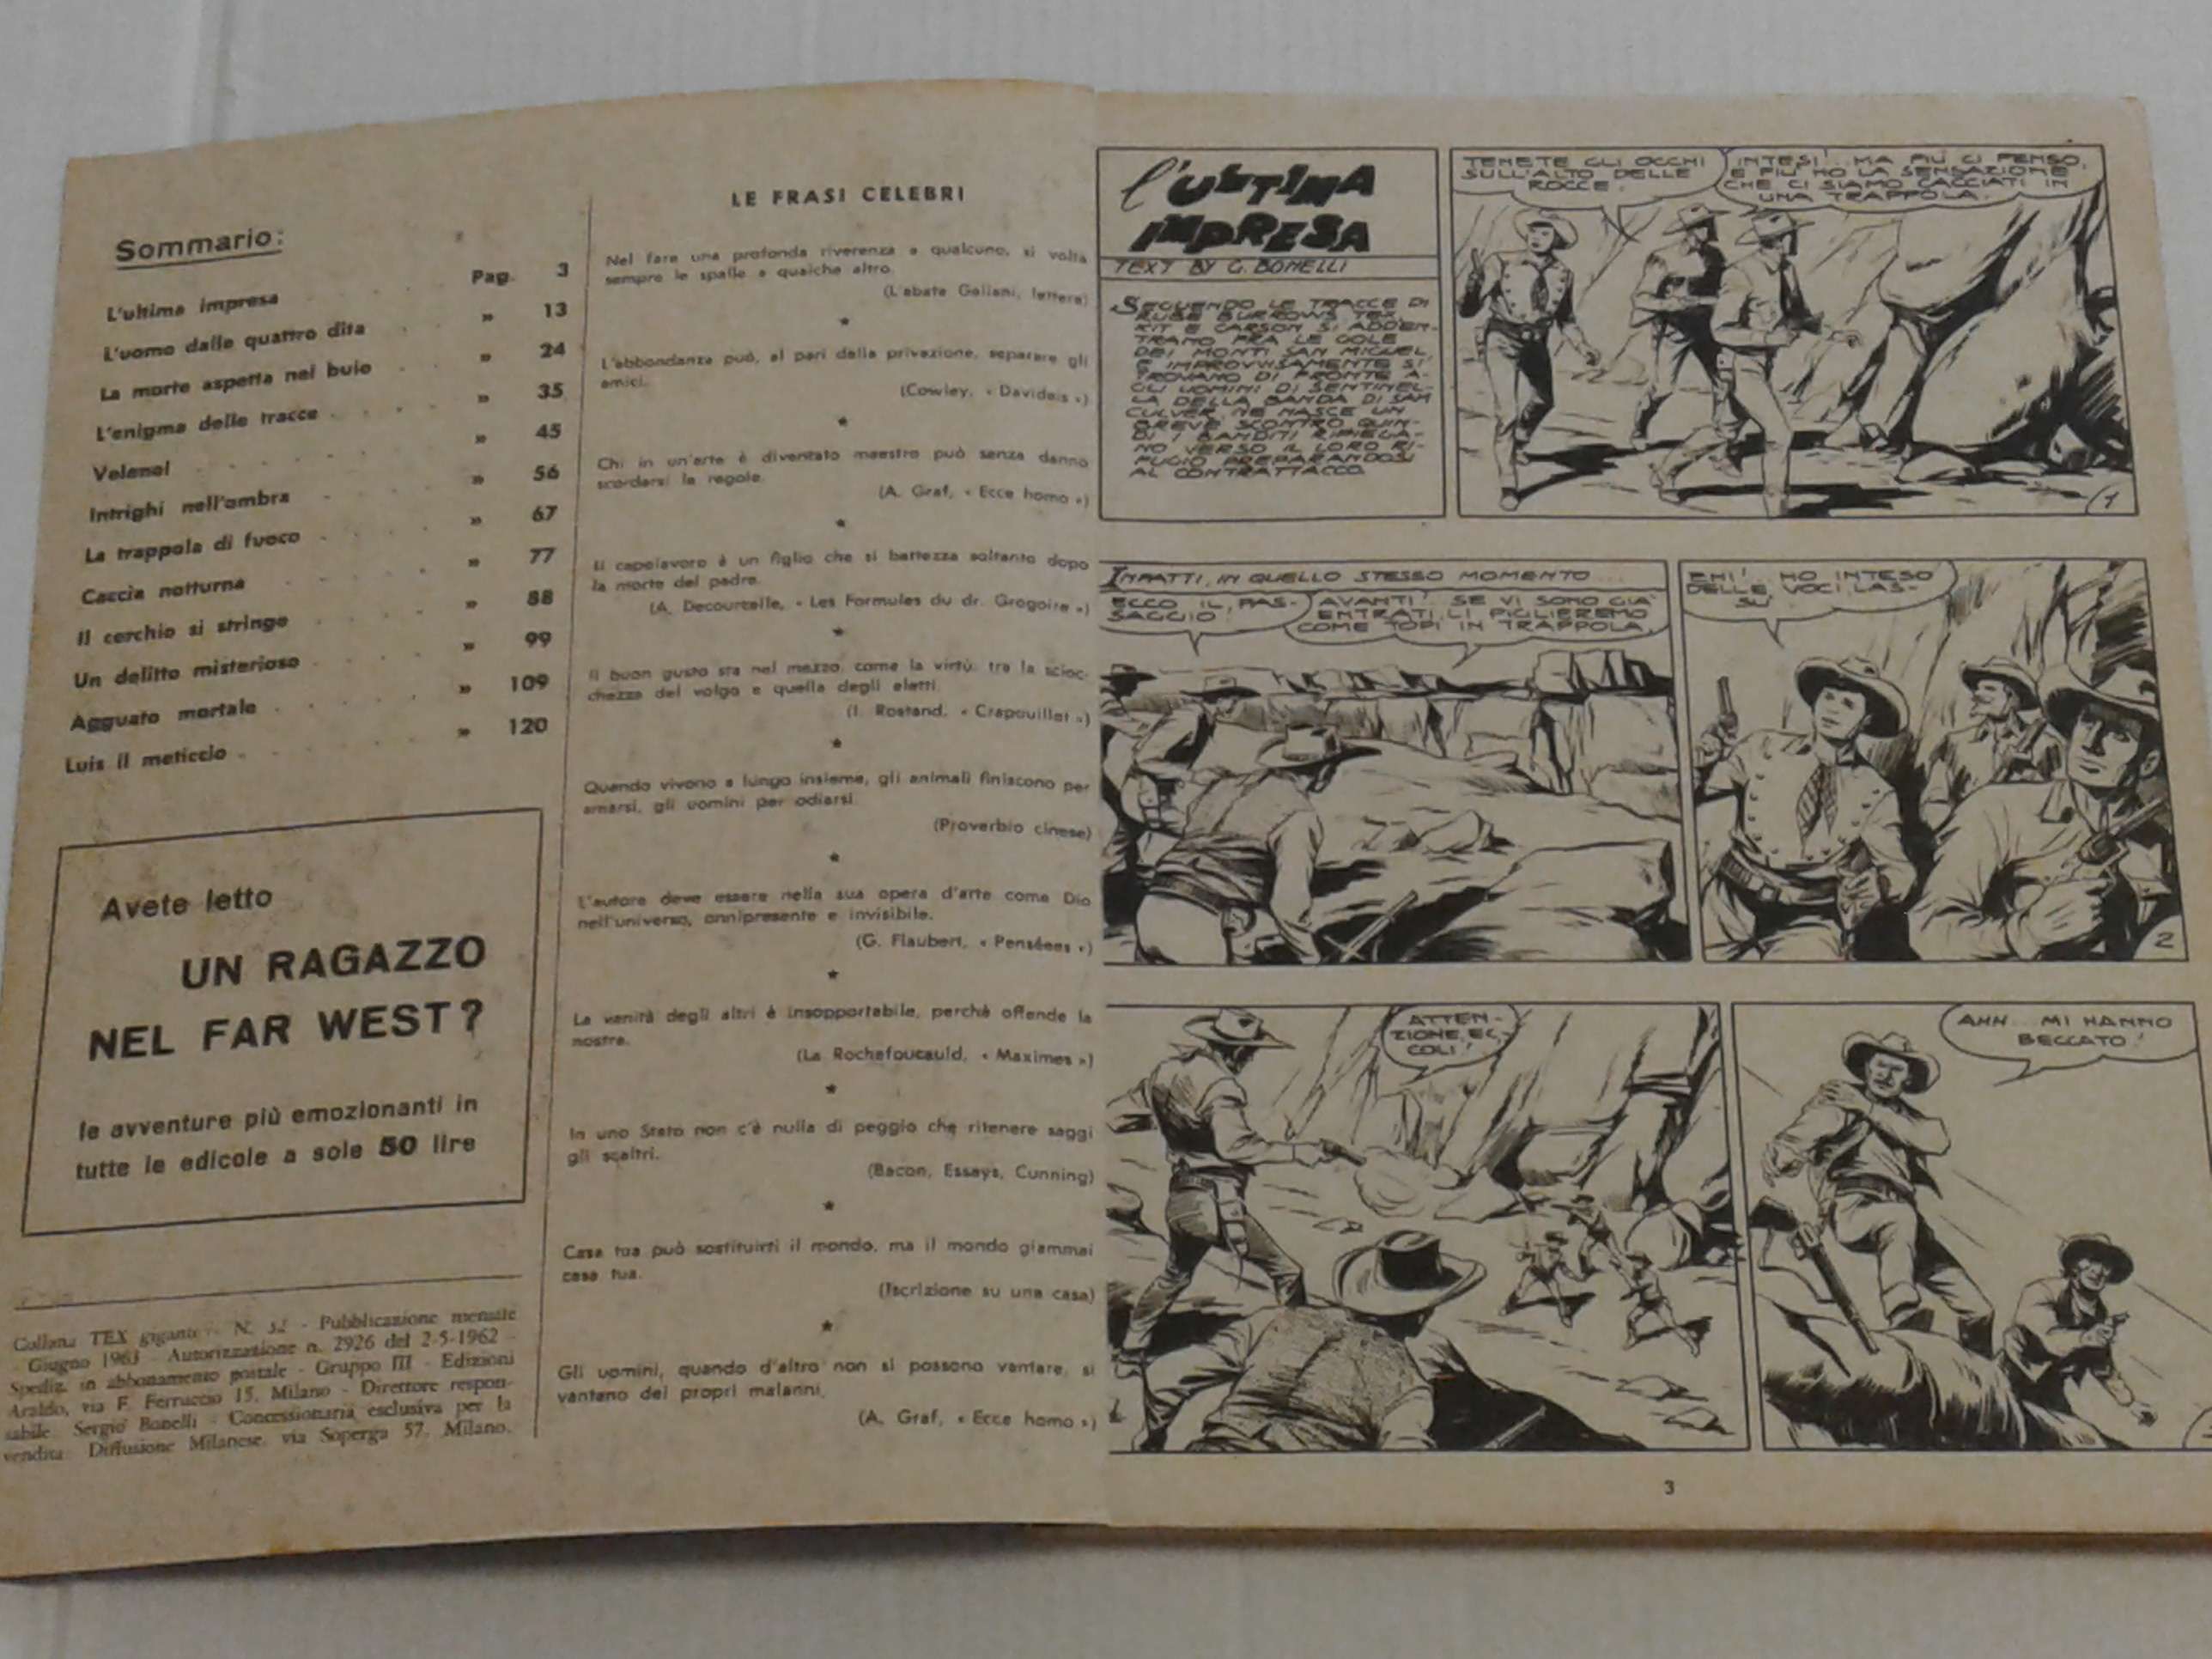 Sommario:
Pag. 3
L'ultima impresa
» 13
L'uomo dalle quattro dita
» 24
La morte aspetta nel buio
» 35
L'enigma delle tracce
» 45
Veleno!
» 56
Intrighi nell'ombra
» 67
La trappola di fuoco
» 77
Caccia notturna
» 88
Il cerchio si stringe
» 99
Un delitto misterioso
» 109
Agguato mortale
» 120
Luis il meticcio
Avete letto
UN RAGAZZO
NEL FAR WEST?
le avventure più emozionanti in
tutte le edicole a sole 50 lire
Collana TEX gigante - N. 32 - Pubblicazione mensile
- Giugno 1963 - Autorizzazione n. 2926 del 2-5-1962 -
Spediz. in abbonamento postale - Gruppo III - Edizioni
Araldo, via F. Ferruccio 15, Milano - Direttore respon-
sabile: Sergio Bonelli - Concessionaria esclusiva per la
vendita: Diffusione Milanese, via Soperga 57, Milano.
LE FRASI CELEBRI
Nel fare una profonda riverenza a qualcuno, si volta
sempre le spalle a qualche altro.
(L'abate Galiani, lettere)
L'abbondanza può, al pari della privazione, separare gli
amici.
(Cowley, « Davideis »)
Chi in un'arte è diventato maestro può senza danno
scordarsi le regole.
(A. Graf, « Ecce homo »)
Il capolavoro è un figlio che si battezza soltanto dopo
la morte del padre.
(A. Decourcelle, « Les Formules du dr. Grogoire »)
Il buon gusto sta nel mezzo, come la virtù, tra la scioc-
chezza del volgo e quella degli eletti.
(I. Rostand, « Crapouillot »)
Quando vivono a lungo insieme, gli animali finiscono per
amarsi, gli uomini per odiarsi.
(Proverbio cinese)
L'autore deve essere nella sua opera d'arte come Dio
nell'universo, onnipresente e invisibile.
(G. Flaubert, « Pensées »)
La vanità degli altri è insopportabile, perchè offende la
nostra.
(La Rochefoucauld, « Maximes »)
In uno Stato non c'è nulla di peggio che ritenere saggi
gli scaltri.
(Bacon, Essays, Cunning)
Casa tua può sostituirti il mondo, ma il mondo giammai
casa tua.
(Iscrizione su una casa)
Gli uomini, quando d'altro non si possono vantare, si
vantano dei propri malanni.
(A. Graf, « Ecce homo »)
L'ULTIMA
IMPRESA
TEXT BY G. BONELLI
SEGUENDO LE TRACCE DI
RUBE BURROWS TEX,
KIT E CARSON SI ADDEN-
TRANO FRA LE GOLE
DEI MONTI SAN MIGUEL,
E IMPROVVISAMENTE SI
TROVANO DI FRONTE A-
GLI UOMINI DI SENTINEL-
LA DELLA BANDA DI SAM
CULVER. NE NASCE UN
BREVE SCONTRO QUIN-
DI I BANDITI RIPIEGA-
NO VERSO IL LORO RI-
FUGIO PREPARANDOSI
AL CONTRATTACCO.
TENETE GLI OCCHI
SULL'ALTO DELLE
ROCCE.
INTESI! MA PIÙ CI PENSO,
E PIÙ HO LA SENSAZIONE
CHE CI SIAMO CACCIATI IN
UNA TRAPPOLA.
1
INFATTI, IN QUELLO STESSO MOMENTO...
ECCO IL PAS-
SAGGIO!
AVANTI! SE VI SONO GIA'
ENTRATI, LI PIGLIEREMO
COME TOPI IN TRAPPOLA.
EHI! HO INTESO
DELLE VOCI LAS-
SÙ.
2
ATTEN-
ZIONE, EC-
COLI!
AHH... MI HANNO
BECCATO!
3